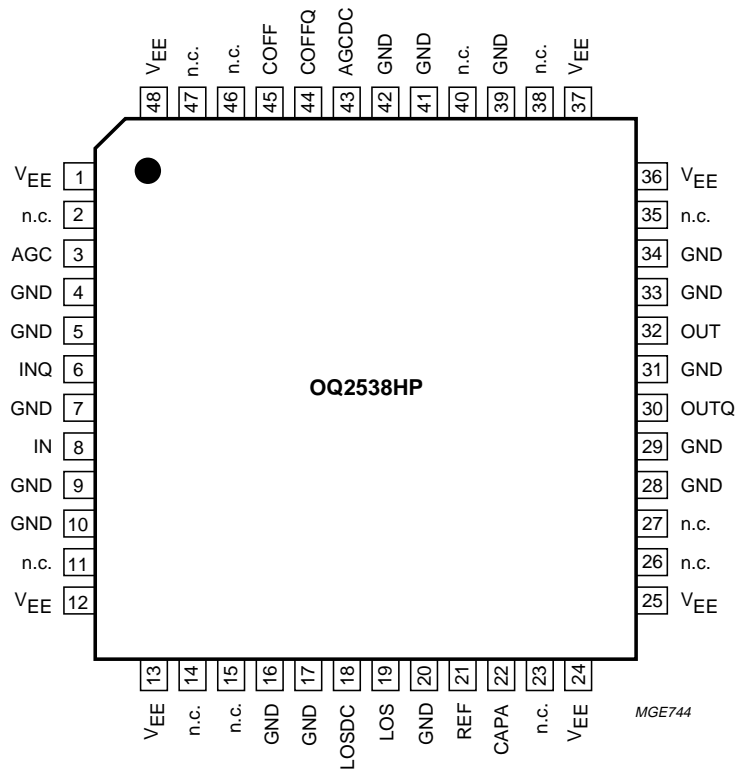 VEE n.c. n.c. COFF COFFQ AGCDC GND GND n.c. GND n.c. VEE
48 47 46 45 44 43 42 41 40 39 38 37
VEE 1
n.c. 2
AGC 3
GND 4
GND 5
INQ 6
GND 7
IN 8
GND 9
GND 10
n.c. 11
VEE 12
OQ2538HP
36 VEE
35 n.c.
34 GND
33 GND
32 OUT
31 GND
30 OUTQ
29 GND
28 GND
27 n.c.
26 n.c.
25 VEE
13 14 15 16 17 18 19 20 21 22 23 24
VEE n.c. n.c. GND GND LOSDC LOS GND REF CAPA n.c. VEE
MGE744